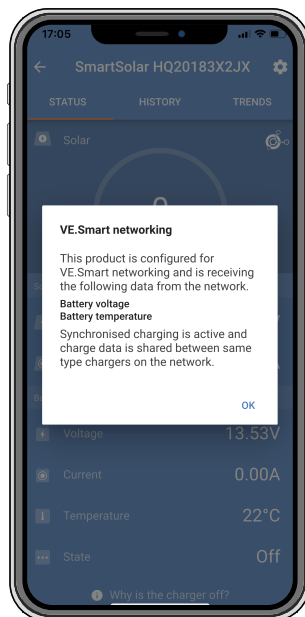 17:05
SmartSolar HQ20183X2JX
STATUS HISTORY TRENDS
Solar
VE.Smart networking
This product is configured for
VE.Smart networking and is receiving
the following data from the network.
Battery voltage
Battery temperature
Synchronised charging is active and
charge data is shared between same
type chargers on the network.
OK
Voltage 13.53V
Current 0.00A
Temperature 22°C
State Off
Why is the charger off?